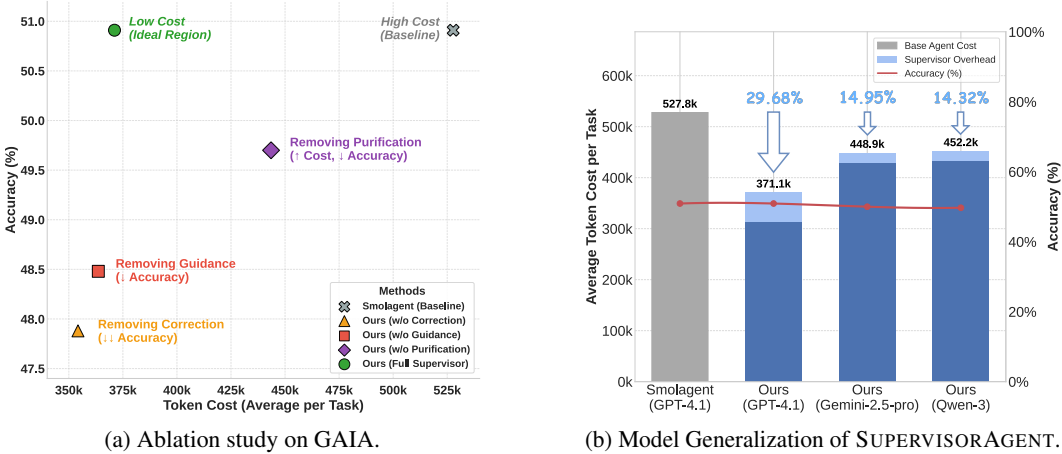 Low Cost
(Ideal Region)
High Cost
(Baseline)
Removing Purification
(↑ Cost, ↓ Accuracy)
Removing Guidance
(↓ Accuracy)
Removing Correction
(↓↓ Accuracy)
Methods
Smolagent (Baseline)
Ours (w/o Correction)
Ours (w/o Guidance)
Ours (w/o Purification)
Ours (Full Supervisor)
51.0
50.5
50.0
49.5
49.0
48.5
48.0
47.5
Accuracy (%)
350k 375k 400k 425k 450k 475k 500k 525k
Token Cost (Average per Task)
(a) Ablation study on GAIA.
Base Agent Cost
Supervisor Overhead
Accuracy (%)
527.8k
29.68%
371.1k
14.95%
448.9k
14.32%
452.2k
600k
500k
400k
300k
200k
100k
0k
Average Token Cost per Task
100%
80%
60%
40%
20%
0%
Accuracy (%)
Smolagent Ours Ours Ours
(GPT-4.1) (GPT-4.1) (Gemini-2.5-pro) (Qwen-3)
(b) Model Generalization of SUPERVISORAGENT.